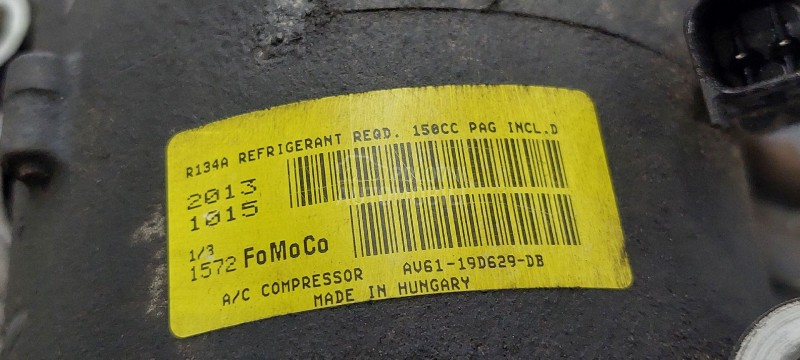 R134A REFRIGERANT REQD. 150CC PAG INCL.D
2013
1015
1/3
1572 FoMoCo
A/C COMPRESSOR AV61-19D629-DB
MADE IN HUNGARY